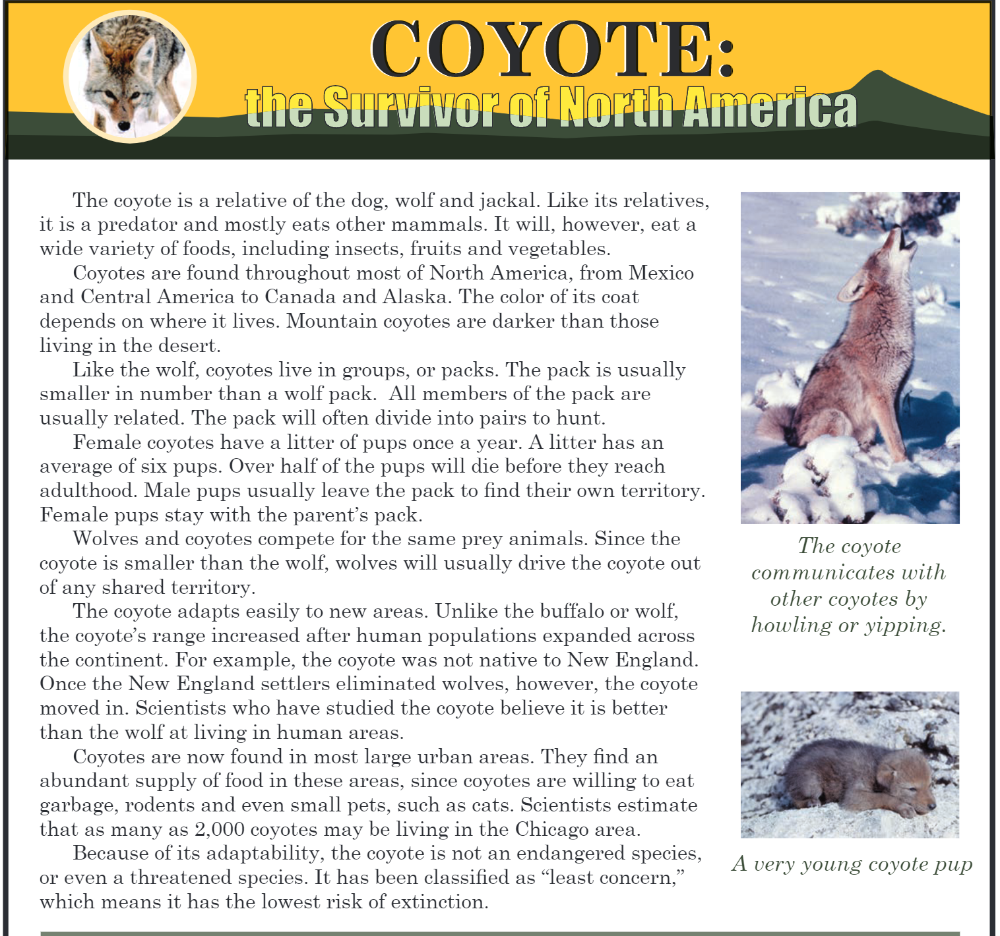 COYOTE:
the Survivor of North America
The coyote is a relative of the dog, wolf and jackal. Like its relatives,
it is a predator and mostly eats other mammals. It will, however, eat a
wide variety of foods, including insects, fruits and vegetables.
Coyotes are found throughout most of North America, from Mexico
and Central America to Canada and Alaska. The color of its coat
depends on where it lives. Mountain coyotes are darker than those
living in the desert.
Like the wolf, coyotes live in groups, or packs. The pack is usually
smaller in number than a wolf pack.  All members of the pack are
usually related. The pack will often divide into pairs to hunt.
Female coyotes have a litter of pups once a year. A litter has an
average of six pups. Over half of the pups will die before they reach
adulthood. Male pups usually leave the pack to find their own territory.
Female pups stay with the parent’s pack.
Wolves and coyotes compete for the same prey animals. Since the
coyote is smaller than the wolf, wolves will usually drive the coyote out
of any shared territory.
The coyote adapts easily to new areas. Unlike the buffalo or wolf,
the coyote’s range increased after human populations expanded across
the continent. For example, the coyote was not native to New England.
Once the New England settlers eliminated wolves, however, the coyote
moved in. Scientists who have studied the coyote believe it is better
than the wolf at living in human areas.
Coyotes are now found in most large urban areas. They find an
abundant supply of food in these areas, since coyotes are willing to eat
garbage, rodents and even small pets, such as cats. Scientists estimate
that as many as 2,000 coyotes may be living in the Chicago area.
Because of its adaptability, the coyote is not an endangered species,
or even a threatened species. It has been classified as “least concern,”
which means it has the lowest risk of extinction.
The coyote
communicates with
other coyotes by
howling or yipping.
A very young coyote pup